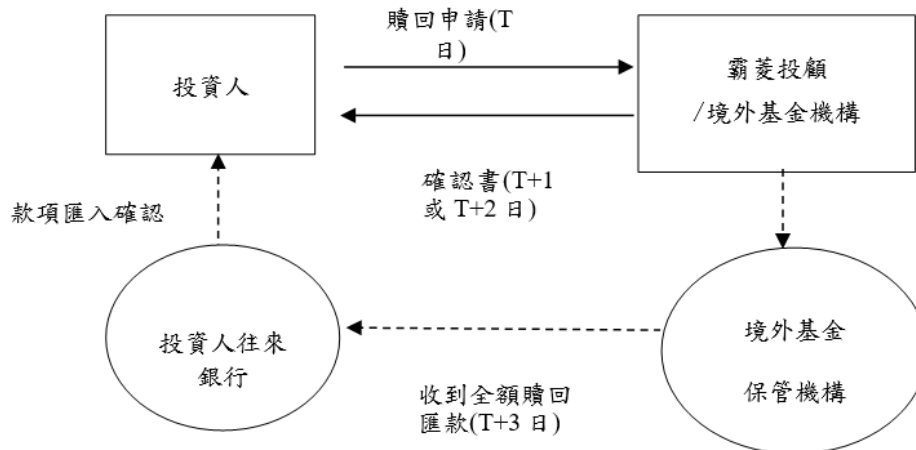 贖回申請(T
日)
投資人
霸菱投顧
/境外基金機構
確認書(T+1
或 T+2 日)
款項匯入確認
投資人往來
銀行
境外基金
保管機構
收到全額贖回
匯款(T+3 日)